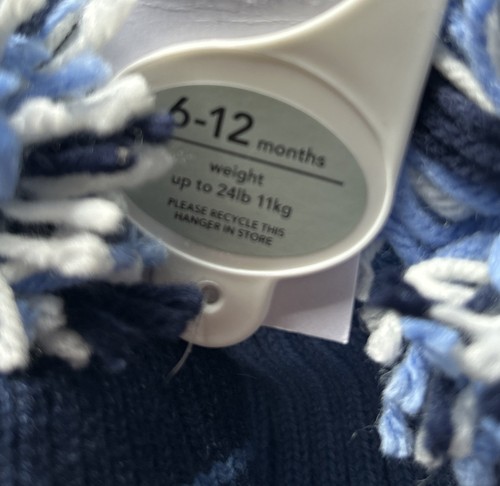 6-12 months
weight
up to 24lb 11kg
PLEASE RECYCLE THIS
HANGER IN STORE